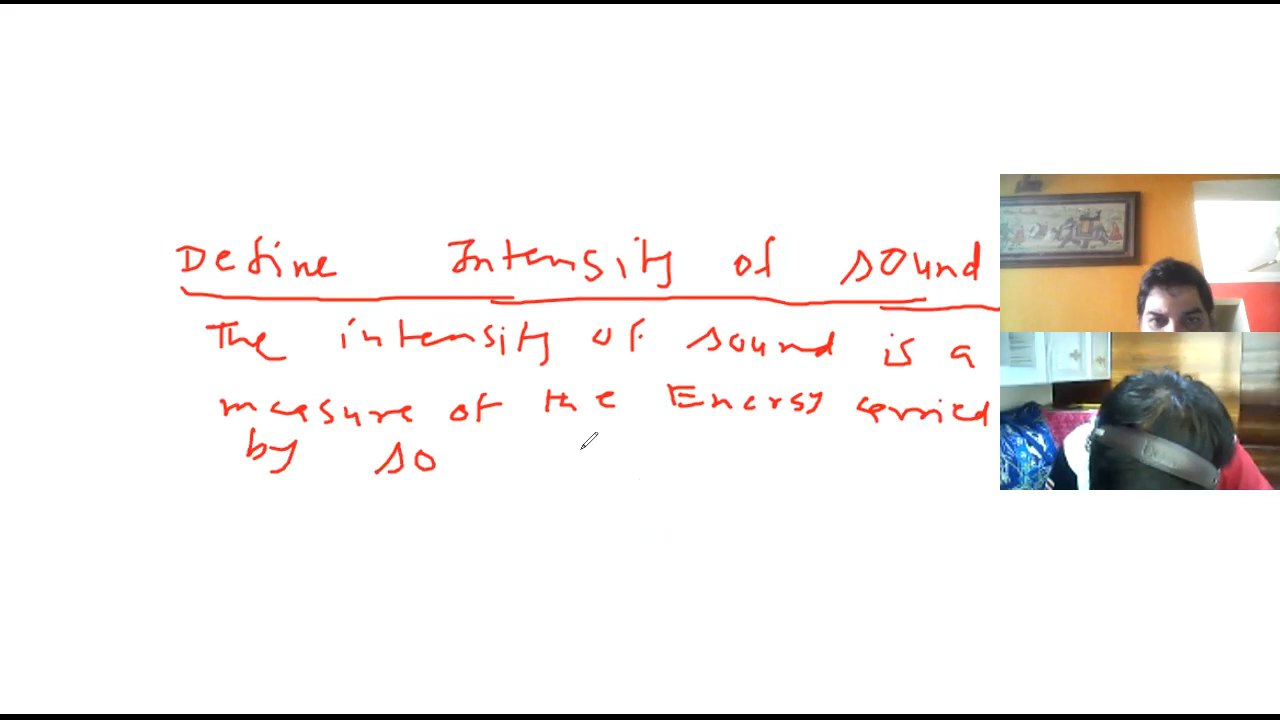 Define Intensity of sound
The intensity of sound is a
measure of the Energy carried
by so